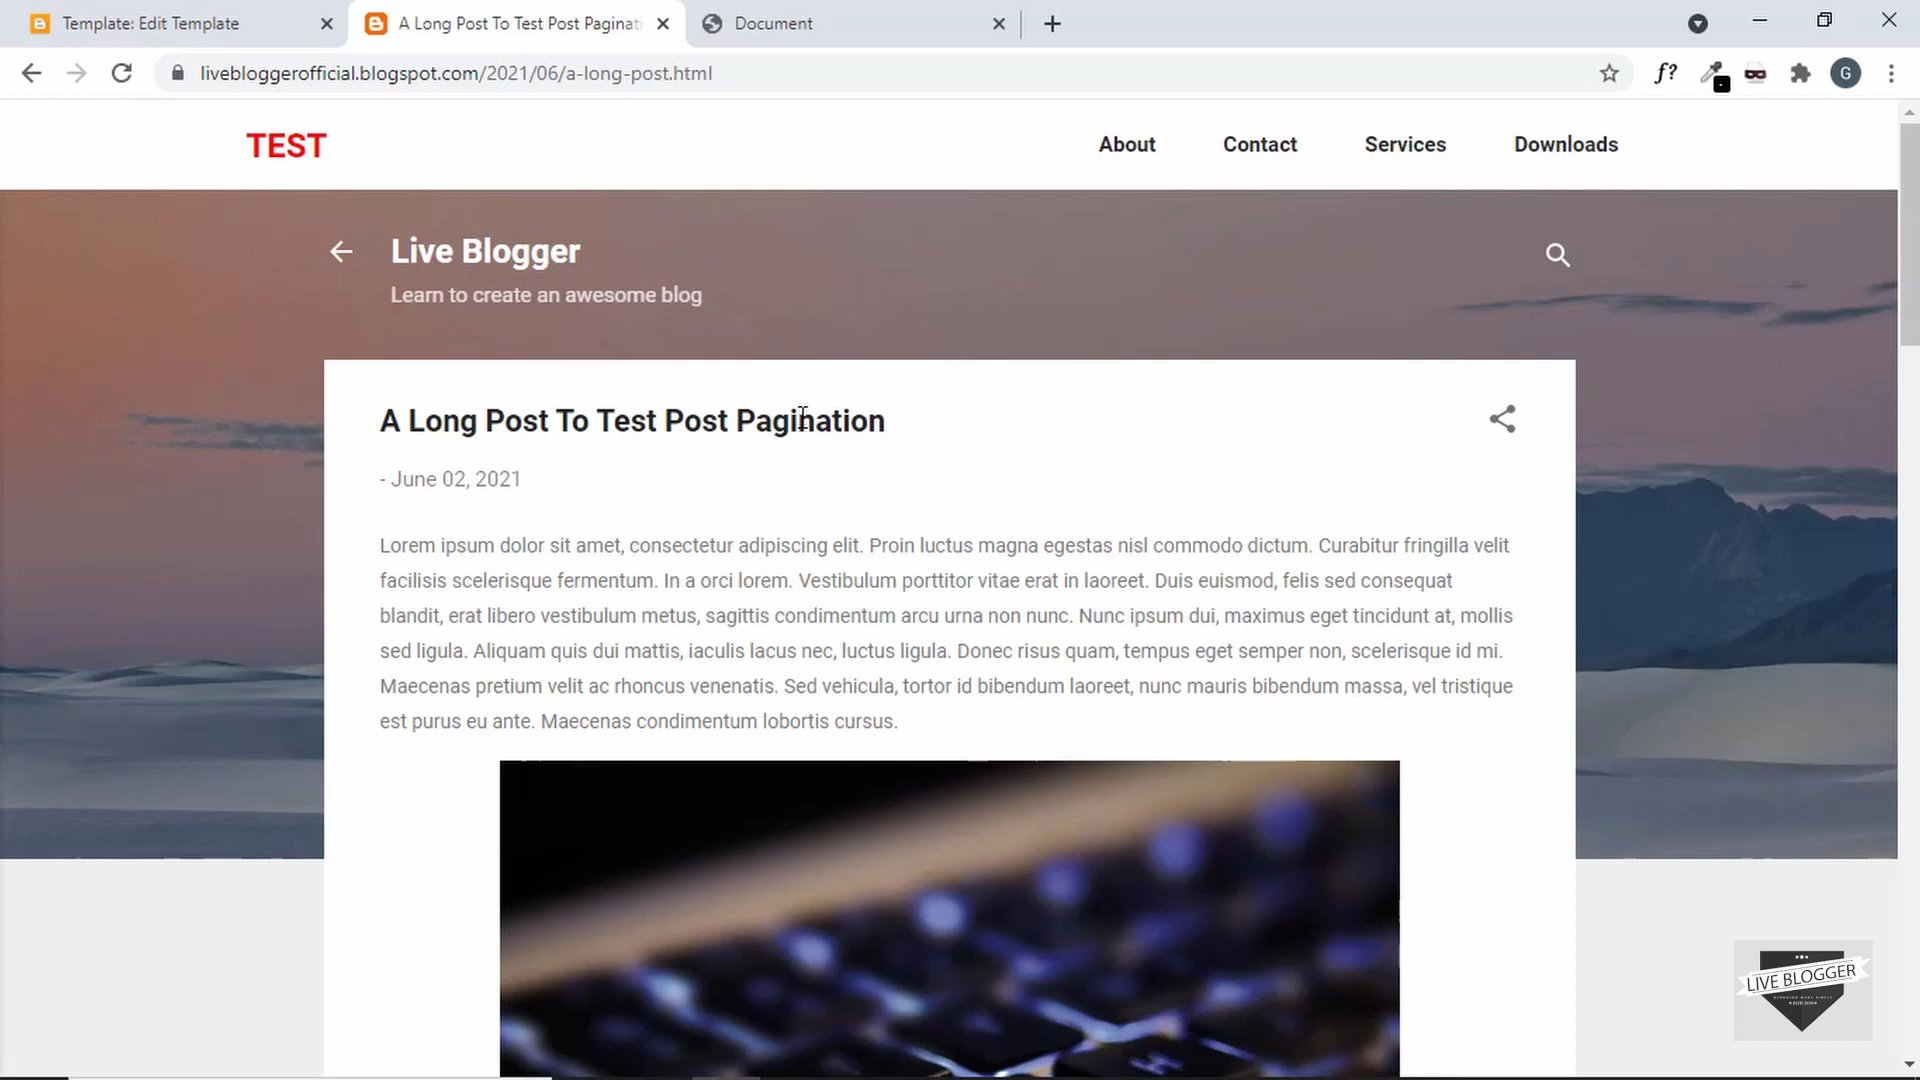 Template: Edit Template
A Long Post To Test Post Paginati
Document
livebloggerofficial.blogspot.com/2021/06/a-long-post.html
f?
G
TEST
About
Contact
Services
Downloads
Live Blogger
Learn to create an awesome blog
A Long Post To Test Post Pagination
- June 02, 2021
Lorem ipsum dolor sit amet, consectetur adipiscing elit. Proin luctus magna egestas nisl commodo dictum. Curabitur fringilla velit
facilisis scelerisque fermentum. In a orci lorem. Vestibulum porttitor vitae erat in laoreet. Duis euismod, felis sed consequat
blandit, erat libero vestibulum metus, sagittis condimentum arcu urna non nunc. Nunc ipsum dui, maximus eget tincidunt at, mollis
sed ligula. Aliquam quis dui mattis, iaculis lacus nec, luctus ligula. Donec risus quam, tempus eget semper non, scelerisque id mi.
Maecenas pretium velit ac rhoncus venenatis. Sed vehicula, tortor id bibendum laoreet, nunc mauris bibendum massa, vel tristique
est purus eu ante. Maecenas condimentum lobortis cursus.
LIVE BLOGGER